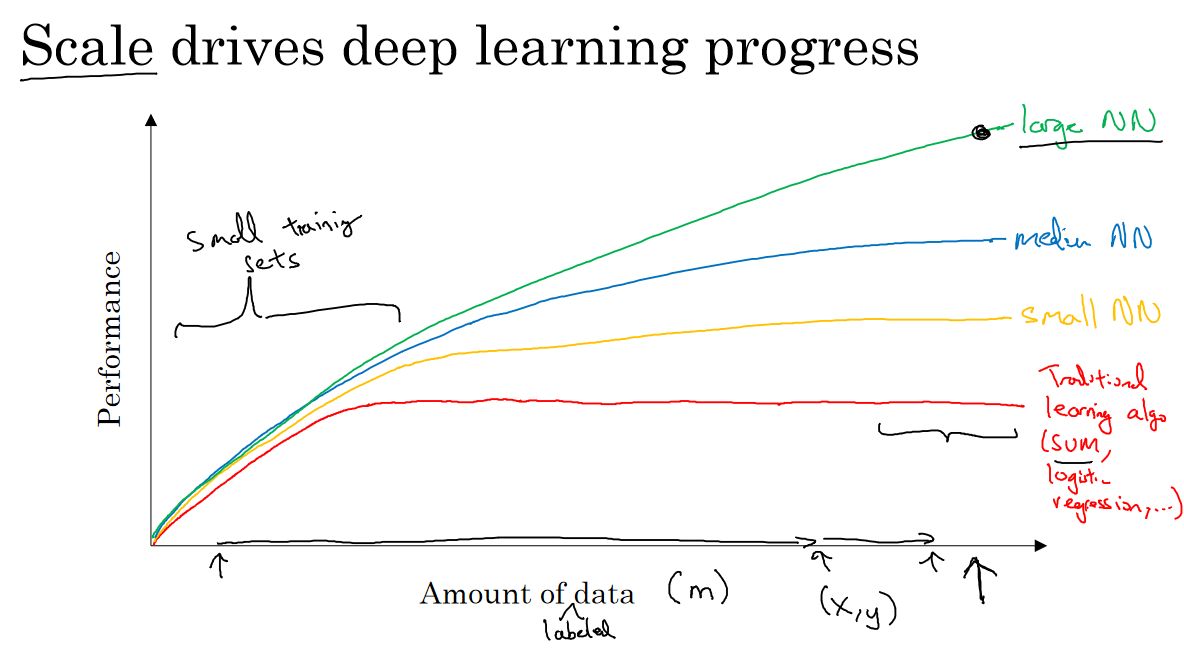 Scale drives deep learning progress
large NN
small training
sets
medium NN
small NN
Traditional
learning algo
(SVM,
logistic
regression,...)
Performance
Amount of data (m)
labeled
(x,y)